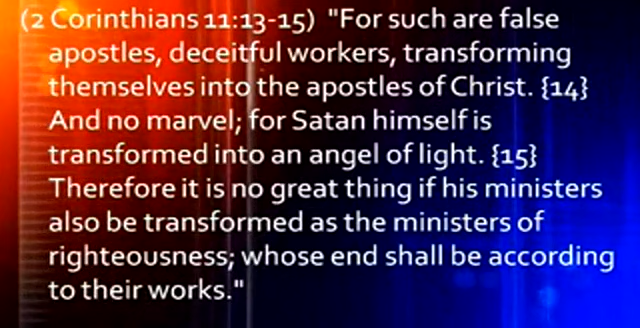 (2 Corinthians 11:13-15)  "For such are false
apostles, deceitful workers, transforming
themselves into the apostles of Christ. {14}
And no marvel; for Satan himself is
transformed into an angel of light. {15}
Therefore it is no great thing if his ministers
also be transformed as the ministers of
righteousness; whose end shall be according
to their works."